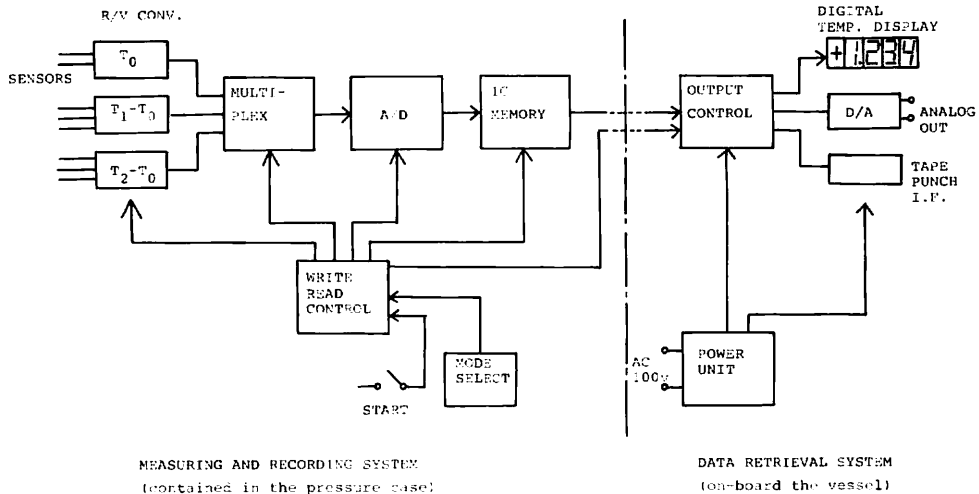 R/V CONV.
SENSORS
T0
T1-T0
T2-T0
MULTI-
PLEX
A/D
IC
MEMORY
WRITE
READ
CONTROL
START
MODE
SELECT
OUTPUT
CONTROL
DIGITAL
TEMP. DISPLAY
+1.234
D/A
ANALOG
OUT
TAPE
PUNCH
I.F.
AC
100v
POWER
UNIT
MEASURING AND RECORDING SYSTEM
(contained in the pressure case)
DATA RETRIEVAL SYSTEM
(on-board the vessel)